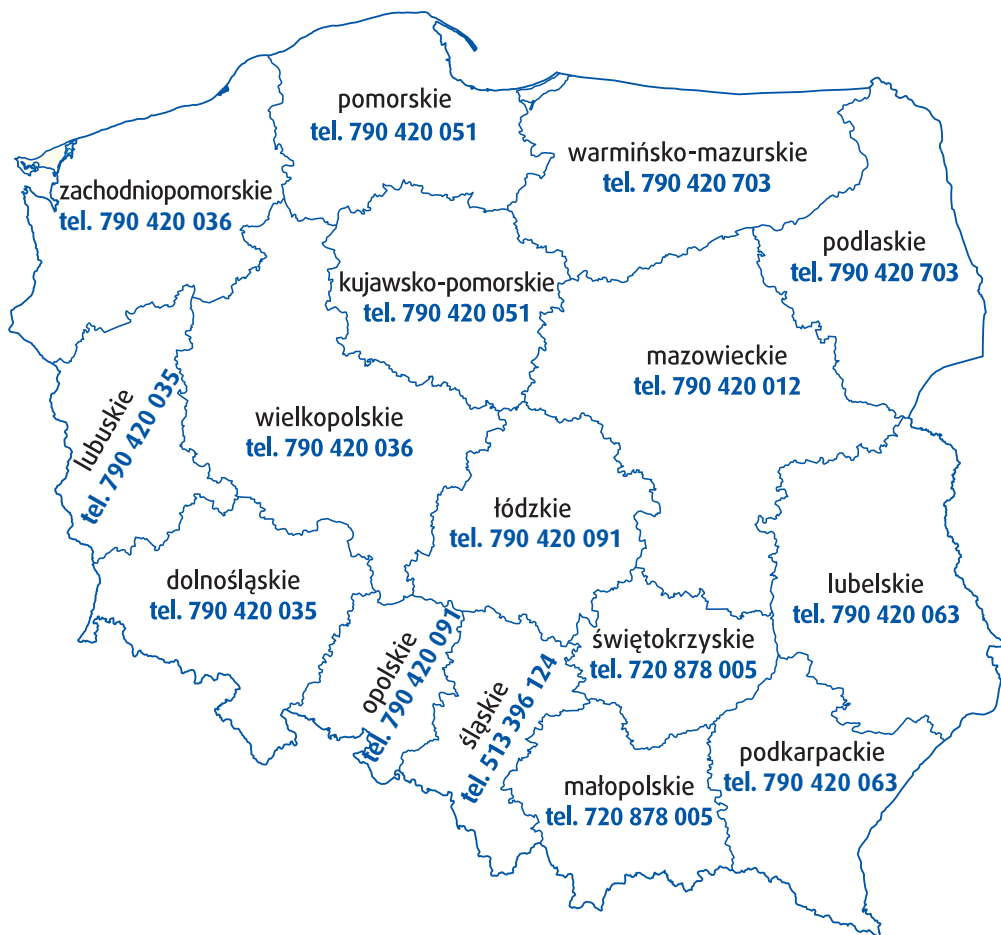 pomorskie
tel. 790 420 051
warmińsko-mazurskie
tel. 790 420 703
zachodniopomorskie
tel. 790 420 036
podlaskie
tel. 790 420 703
kujawsko-pomorskie
tel. 790 420 051
mazowieckie
tel. 790 420 012
lubuskie
tel. 790 420 035
wielkopolskie
tel. 790 420 036
łódzkie
tel. 790 420 091
dolnośląskie
tel. 790 420 035
lubelskie
tel. 790 420 063
opolskie
tel. 790 420 091
śląskie
tel. 513 396 124
świętokrzyskie
tel. 720 878 005
małopolskie
tel. 720 878 005
podkarpackie
tel. 790 420 063